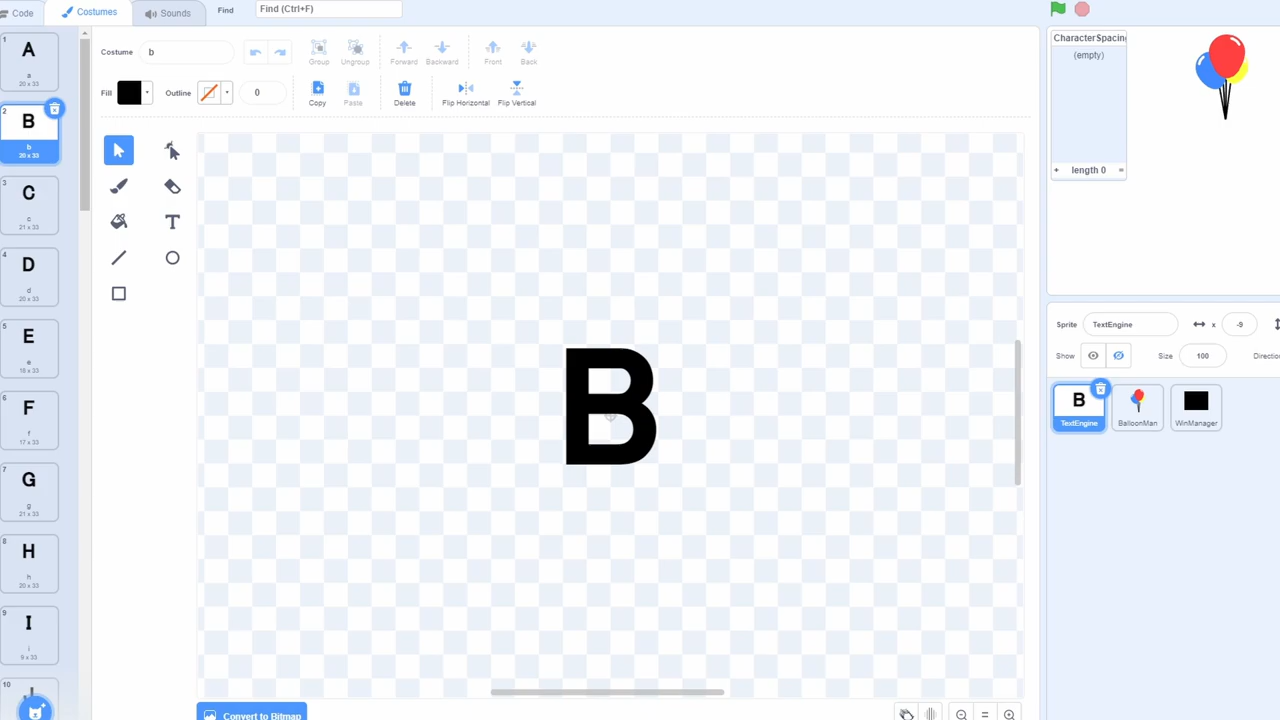 Code
Costumes
Sounds
Find
Find (Ctrl+F)
1
A
a
20 x 33
2
B
b
20 x 33
3
C
c
21 x 33
4
D
d
20 x 33
5
E
e
18 x 33
6
F
f
17 x 33
7
G
g
21 x 33
8
H
h
20 x 33
9
I
i
9 x 33
10
Costume
b
Group
Ungroup
Forward
Backward
Front
Back
Fill
Outline
0
Copy
Paste
Delete
Flip Horizontal
Flip Vertical
B
Convert to Bitmap
CharacterSpacing
(empty)
+ length 0 =
Sprite
TextEngine
x
-9
Show
Size
100
Direction
B
TextEngine
BalloonMan
WinManager